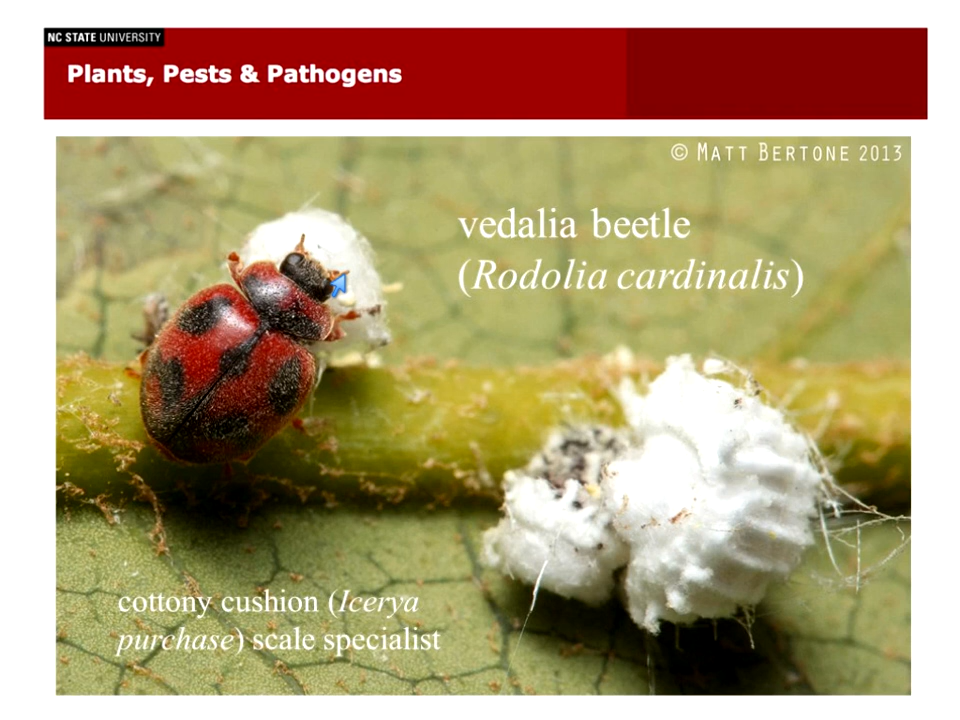 NC STATE UNIVERSITY
Plants, Pests & Pathogens
© MATT BERTONE 2013
vedalia beetle
(Rodolia cardinalis)
cottony cushion (Icerya
purchase) scale specialist